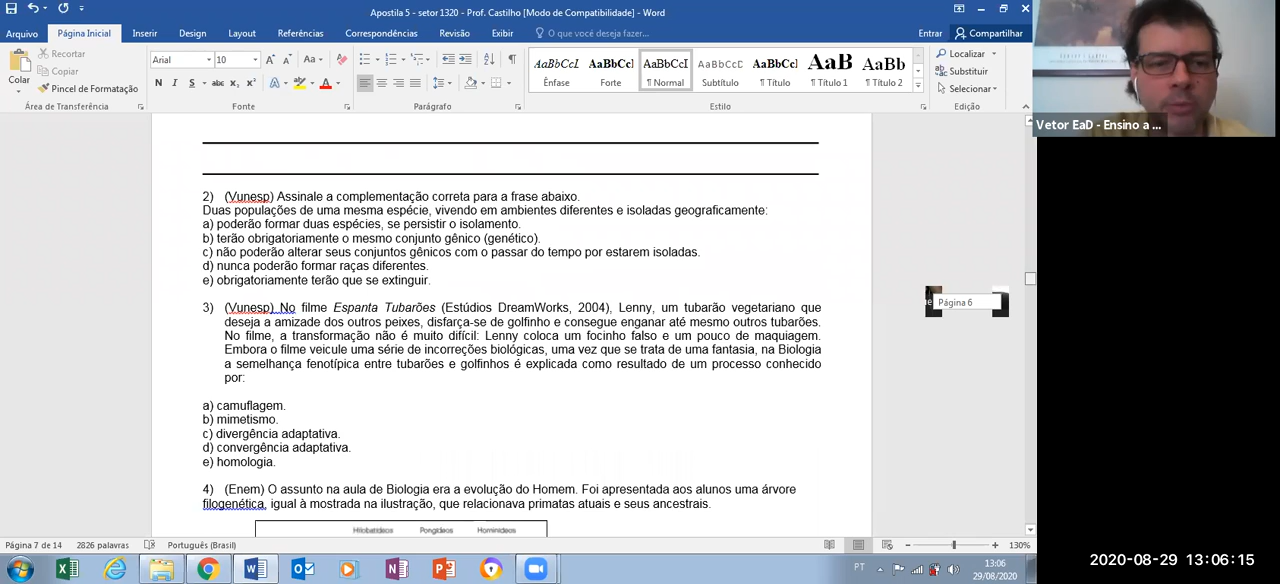 Apostila 5 - setor 1320 - Prof. Castilho [Modo de Compatibilidade] - Word
Arquivo Página Inicial Inserir Design Layout Referências Correspondências Revisão Exibir O que você deseja fazer... Entrar Compartilhar
Colar
Recortar
Copiar
Pincel de Formatação
Área de Transferência
Arial 10
N I S abc x₂ x²
Fonte
Parágrafo
AaBbCcI AaBbCcl AaBbCcI AaBbCcC AaBbCcl AaB AaBb
Ênfase Forte ¶ Normal Subtítulo ¶ Título ¶ Título 1 ¶ Título 2
Estilo
Localizar
Substituir
Selecionar
Edição
Vetor EaD - Ensino a ...
2) (Vunesp) Assinale a complementação correta para a frase abaixo.
Duas populações de uma mesma espécie, vivendo em ambientes diferentes e isoladas geograficamente:
a) poderão formar duas espécies, se persistir o isolamento.
b) terão obrigatoriamente o mesmo conjunto gênico (genético).
c) não poderão alterar seus conjuntos gênicos com o passar do tempo por estarem isoladas.
d) nunca poderão formar raças diferentes.
e) obrigatoriamente terão que se extinguir.
3) (Vunesp) No filme Espanta Tubarões (Estúdios DreamWorks, 2004), Lenny, um tubarão vegetariano que
deseja a amizade dos outros peixes, disfarça-se de golfinho e consegue enganar até mesmo outros tubarões.
No filme, a transformação não é muito difícil: Lenny coloca um focinho falso e um pouco de maquiagem.
Embora o filme veicule uma série de incorreções biológicas, uma vez que se trata de uma fantasia, na Biologia
a semelhança fenotípica entre tubarões e golfinhos é explicada como resultado de um processo conhecido
por:
a) camuflagem.
b) mimetismo.
c) divergência adaptativa.
d) convergência adaptativa.
e) homologia.
4) (Enem) O assunto na aula de Biologia era a evolução do Homem. Foi apresentada aos alunos uma árvore
filogenética, igual à mostrada na ilustração, que relacionava primatas atuais e seus ancestrais.
Hilobatídeos Pongídeos Hominídeos
Página 6
Página 7 de 14 2826 palavras Português (Brasil) 130%
PT 13:06
29/08/2020
2020-08-29 13:06:15